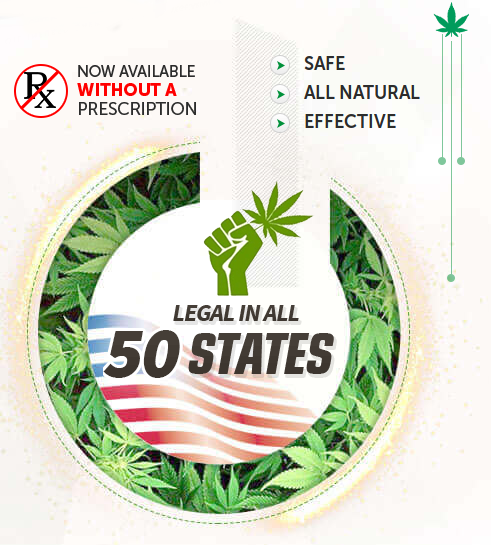 Rx
NOW AVAILABLE
WITHOUT A
PRESCRIPTION
SAFE
ALL NATURAL
EFFECTIVE
LEGAL IN ALL
50 STATES